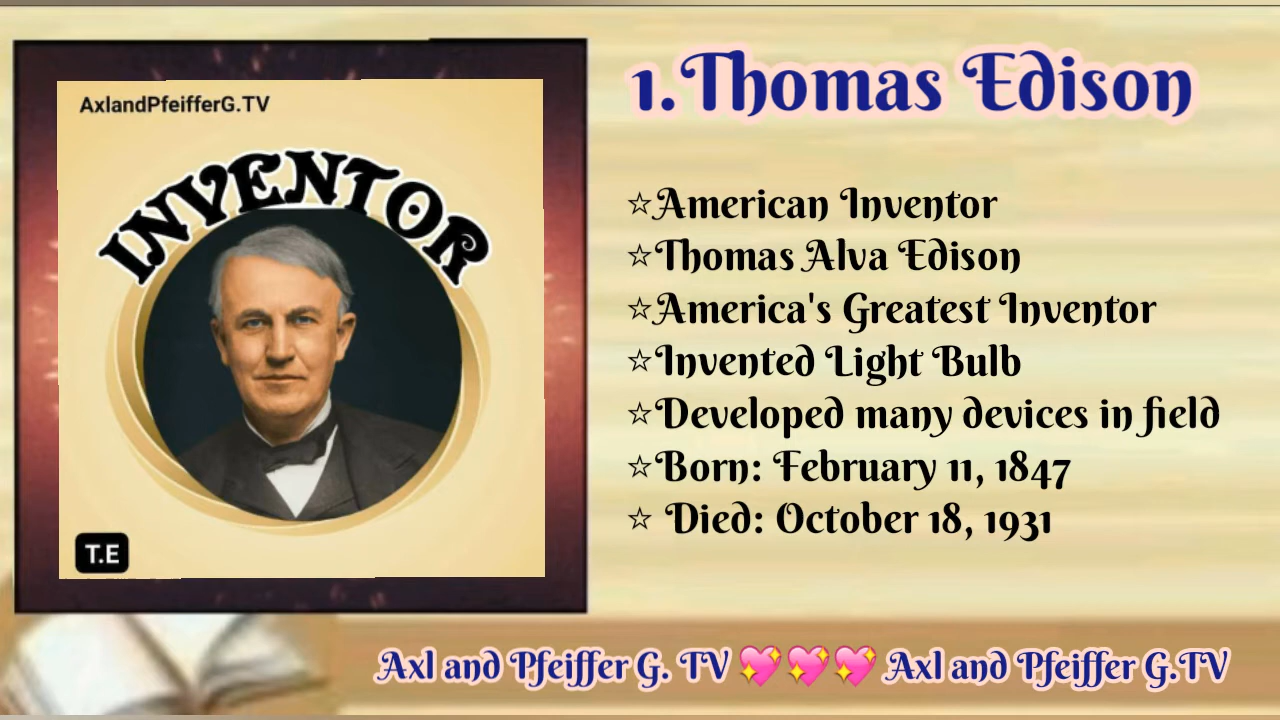 AxlandPfeifferG.TV
INVENTOR
T.E
1.Thomas Edison
☆American Inventor
☆Thomas Alva Edison
☆America's Greatest Inventor
☆Invented Light Bulb
☆Developed many devices in field
☆Born: February 11, 1847
☆ Died: October 18, 1931
Axl and Pfeiffer G. TV 💖💖💖 Axl and Pfeiffer G.TV